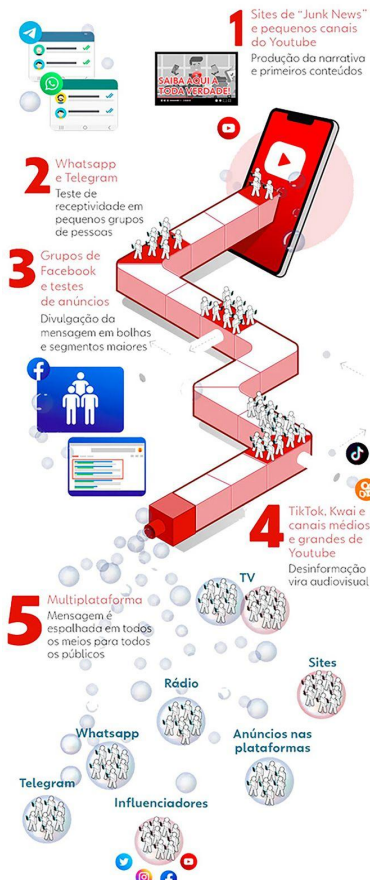 1
Sites de “Junk News”
e pequenos canais
do Youtube
Produção da narrativa
e primeiros conteúdos
SAIBA AQUI A
TODA VERDADE!
2
Whatsapp
e Telegram
Teste de
receptividade em
pequenos grupos
de pessoas
3
Grupos de
Facebook
e testes
de anúncios
Divulgação da
mensagem em bolhas
e segmentos maiores
4
TikTok, Kwai e
canais médios
e grandes de
Youtube
Desinformação
vira audiovisual
5
Multiplataforma
Mensagem é
espalhada em todos
os meios para todos
os públicos
TV
Sites
Rádio
Anúncios nas
plataformas
Whatsapp
Telegram
Influenciadores